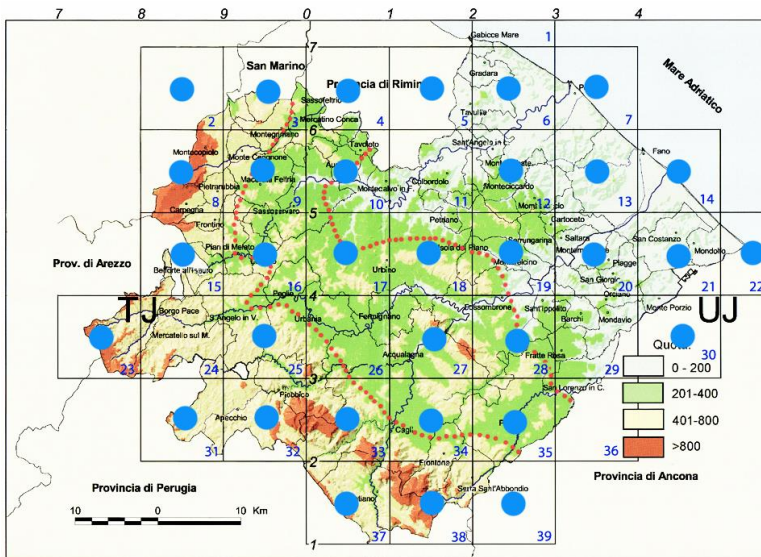 7 8 9 0 1 2 3 4
Gabicce Mare 1
7
San Marino
Gradara
Provincia di Rimin
Mare Adriatico
Sassofeltrio
Mercatino Conca
Tavullia
2 3 4 5 6 7
Montegrimano
6
Sant'Angelo in
Tavoleto
Fano
Montecopiolo
Monte Cerignone
Macerata Feltria
Pietrarubbia
Montecalvo in F.
Colbordolo
Monteciccardo
8 9 10 11 12 13 14
Carpegna
Sassocorvaro
Petriano
Cartoceto
5
Frontino
Saltara
San Costanzo
Pian di Meleto
Serrungarina
Mondolfo
Prov. di Arezzo
Piagge
Belforte all'Isauro
Urbino
San Giorgio
15 16 17 18 19 20 21 22
Peglio
Orciano
4
TJ
UJ
Borgo Pace
S.Angelo in V.
Urbania
Fermignano
Fossombrone
Sant'Ippolito
Barchi
Mondavio
Monte Porzio
Mercatello sul M.
Acqualagna
Fratte Rosa
Quota:
23 24 25 26 27 28 29 30
0 - 200
3
San Lorenzo in C.
Piobbico
201-400
Apecchio
401-800
Cagli
>800
31 32 33 34 35 36
Frontone
2
Provincia di Perugia
Serra Sant'Abbondio
Provincia di Ancona
10 0 10 Km
37 38 39
1